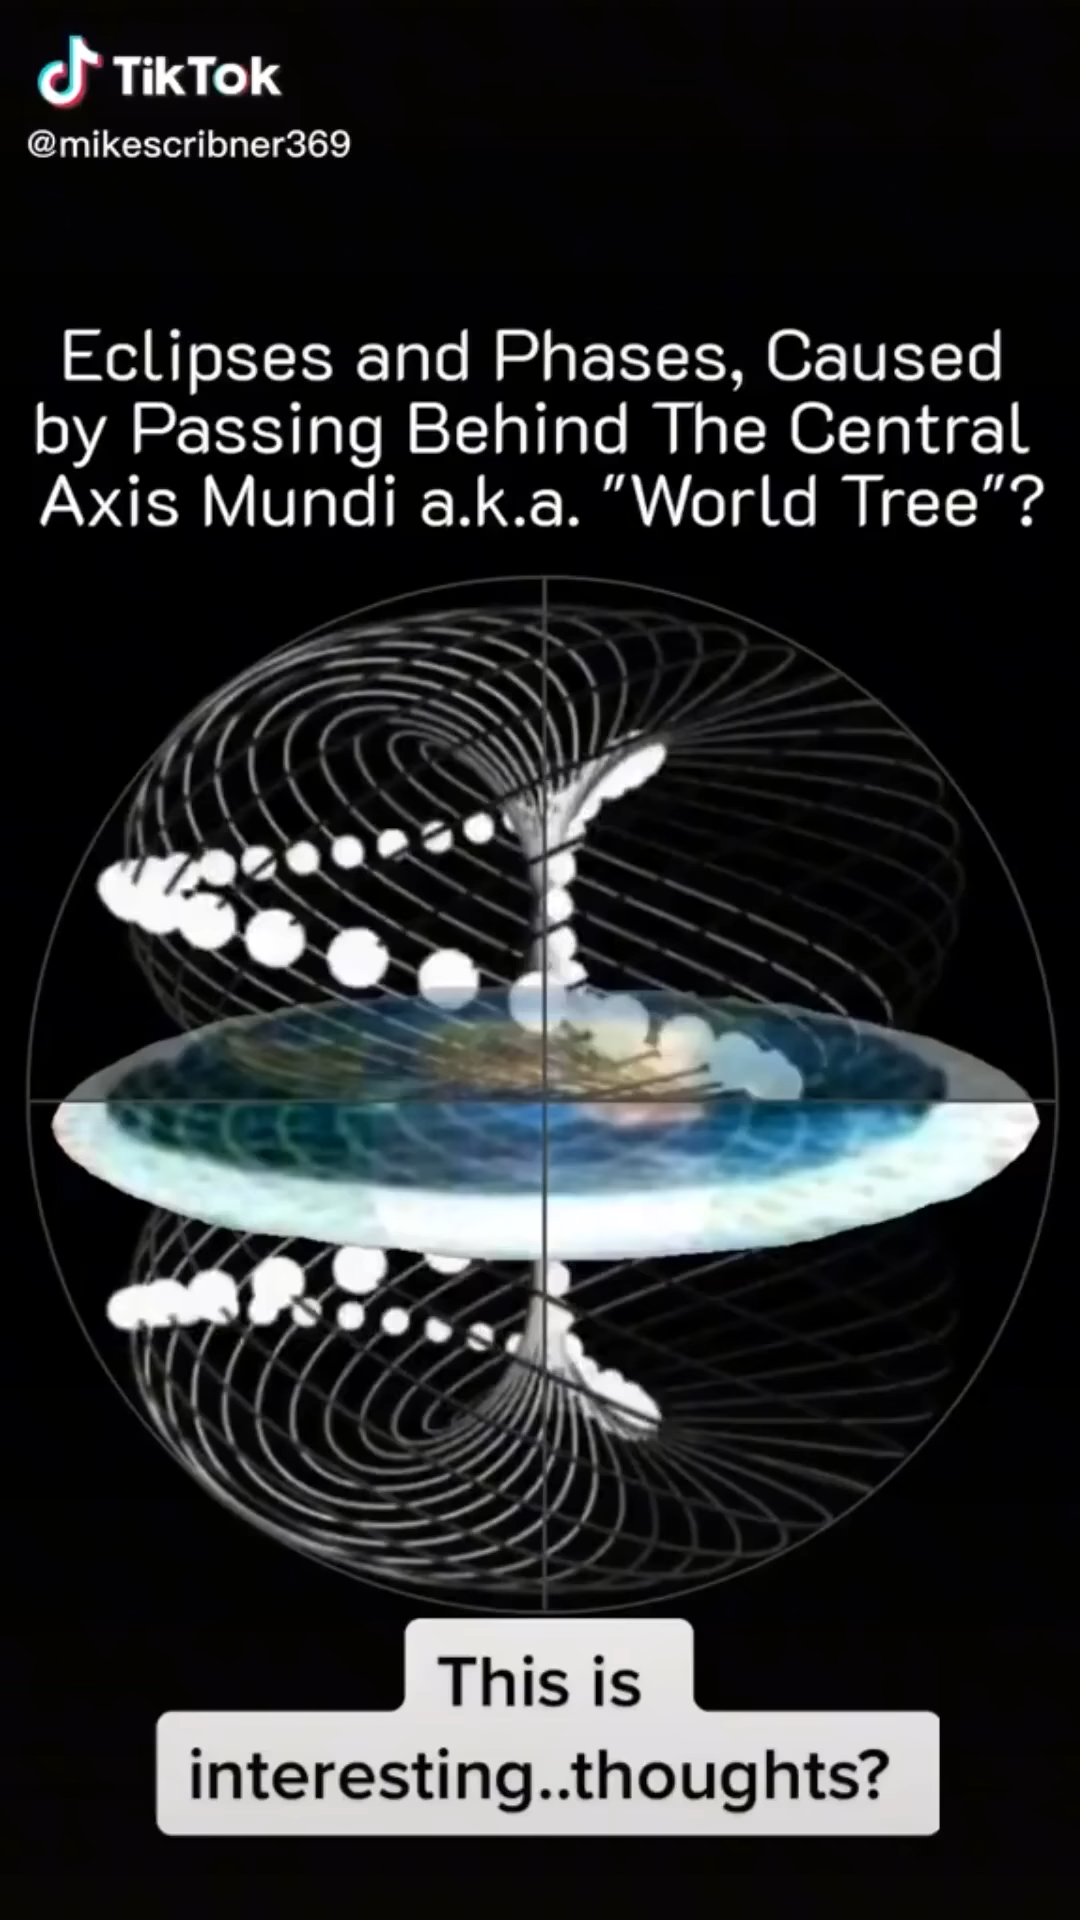 TikTok
@mikescribner369
Eclipses and Phases, Caused
by Passing Behind The Central
Axis Mundi a.k.a. "World Tree"?
This is
interesting..thoughts?